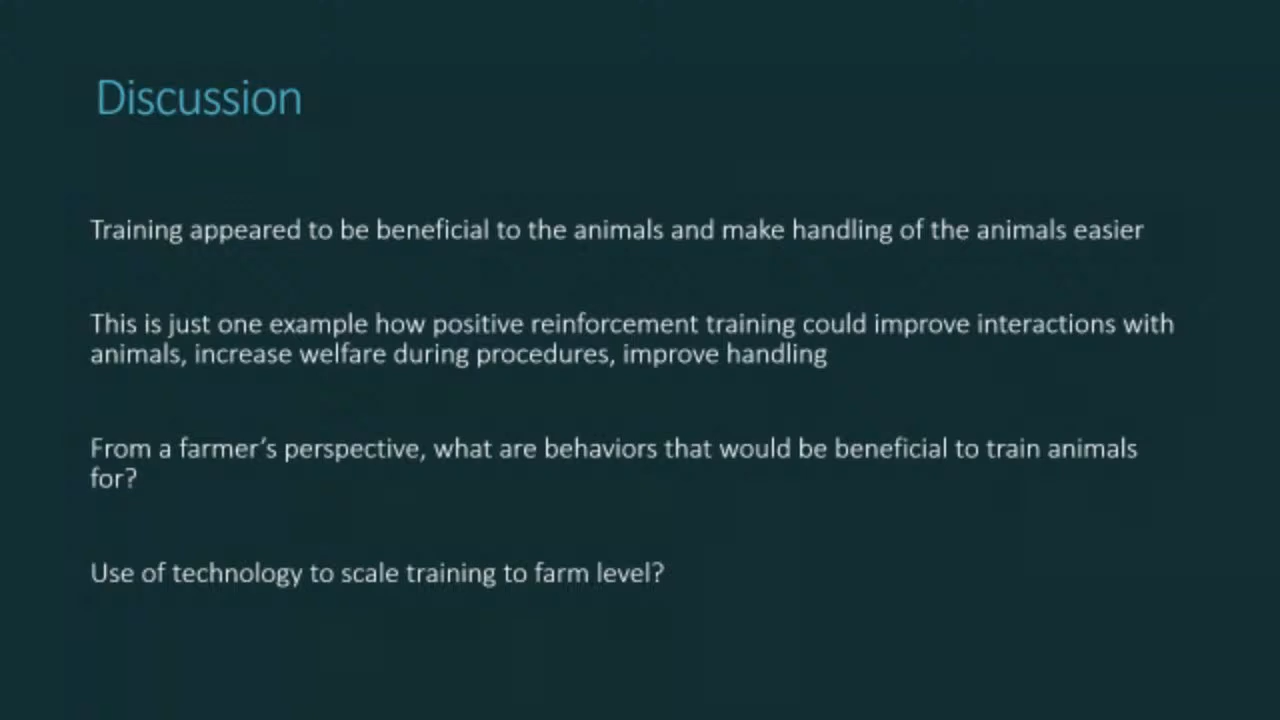 Discussion
Training appeared to be beneficial to the animals and make handling of the animals easier
This is just one example how positive reinforcement training could improve interactions with
animals, increase welfare during procedures, improve handling
From a farmer’s perspective, what are behaviors that would be beneficial to train animals
for?
Use of technology to scale training to farm level?